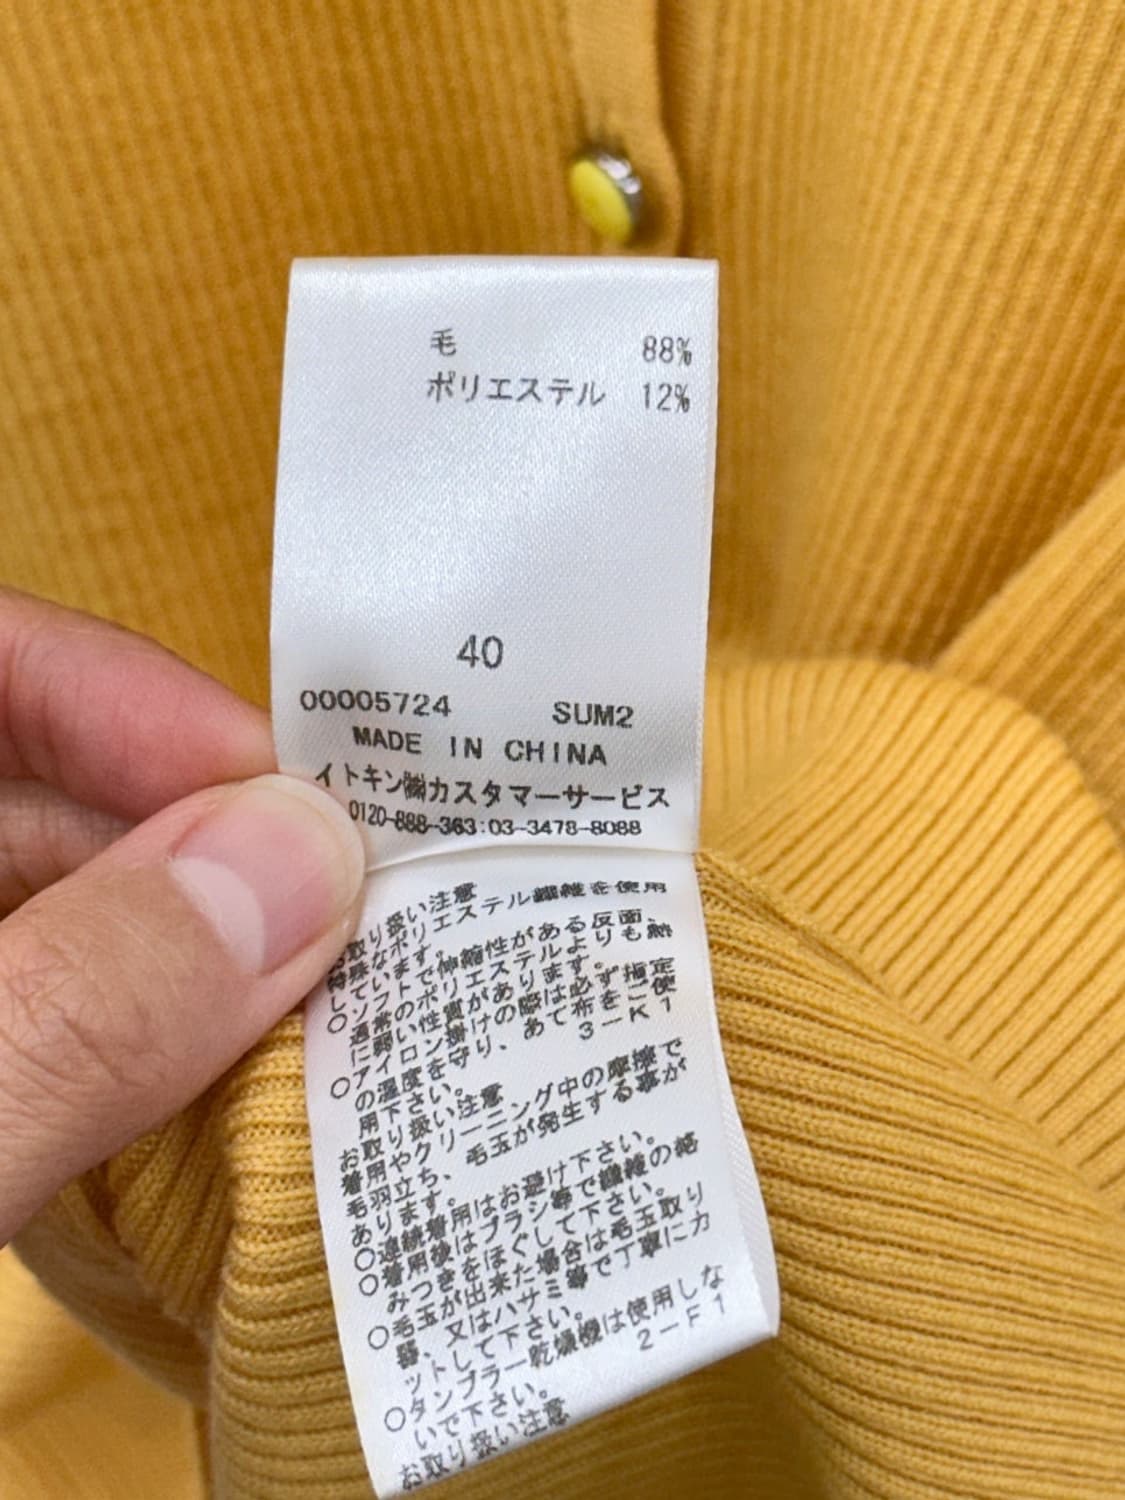 毛 88%
ポリエステル 12%
40
00005724 SUM2
MADE IN CHINA
イトキン㈱カスタマーサービス
0120-888-363:03-3478-8088
お取り扱い注意
特殊なポリエステル繊維を使用
して
○ソフトで伸縮性がある反面、
通常のポリエステルよりも熱
に弱い性質があります。
○アイロン掛けの際は必ず指定
の温度を守り、あて布をご使
用下さい。 3-K1
お取り扱い注意
着用やクリーニング中の摩擦で
毛羽立ち、毛玉が発生する事が
あります。
○連続着用はお避け下さい。
○着用後はブラシ等で繊維の絡
みつきをほぐして下さい。
○毛玉が出来た場合は毛玉取り
器、又はハサミ等で丁寧にカ
ットして下さい。
○タンブラー乾燥機は使用しな
いで下さい。 2-F1
お取り扱い注意